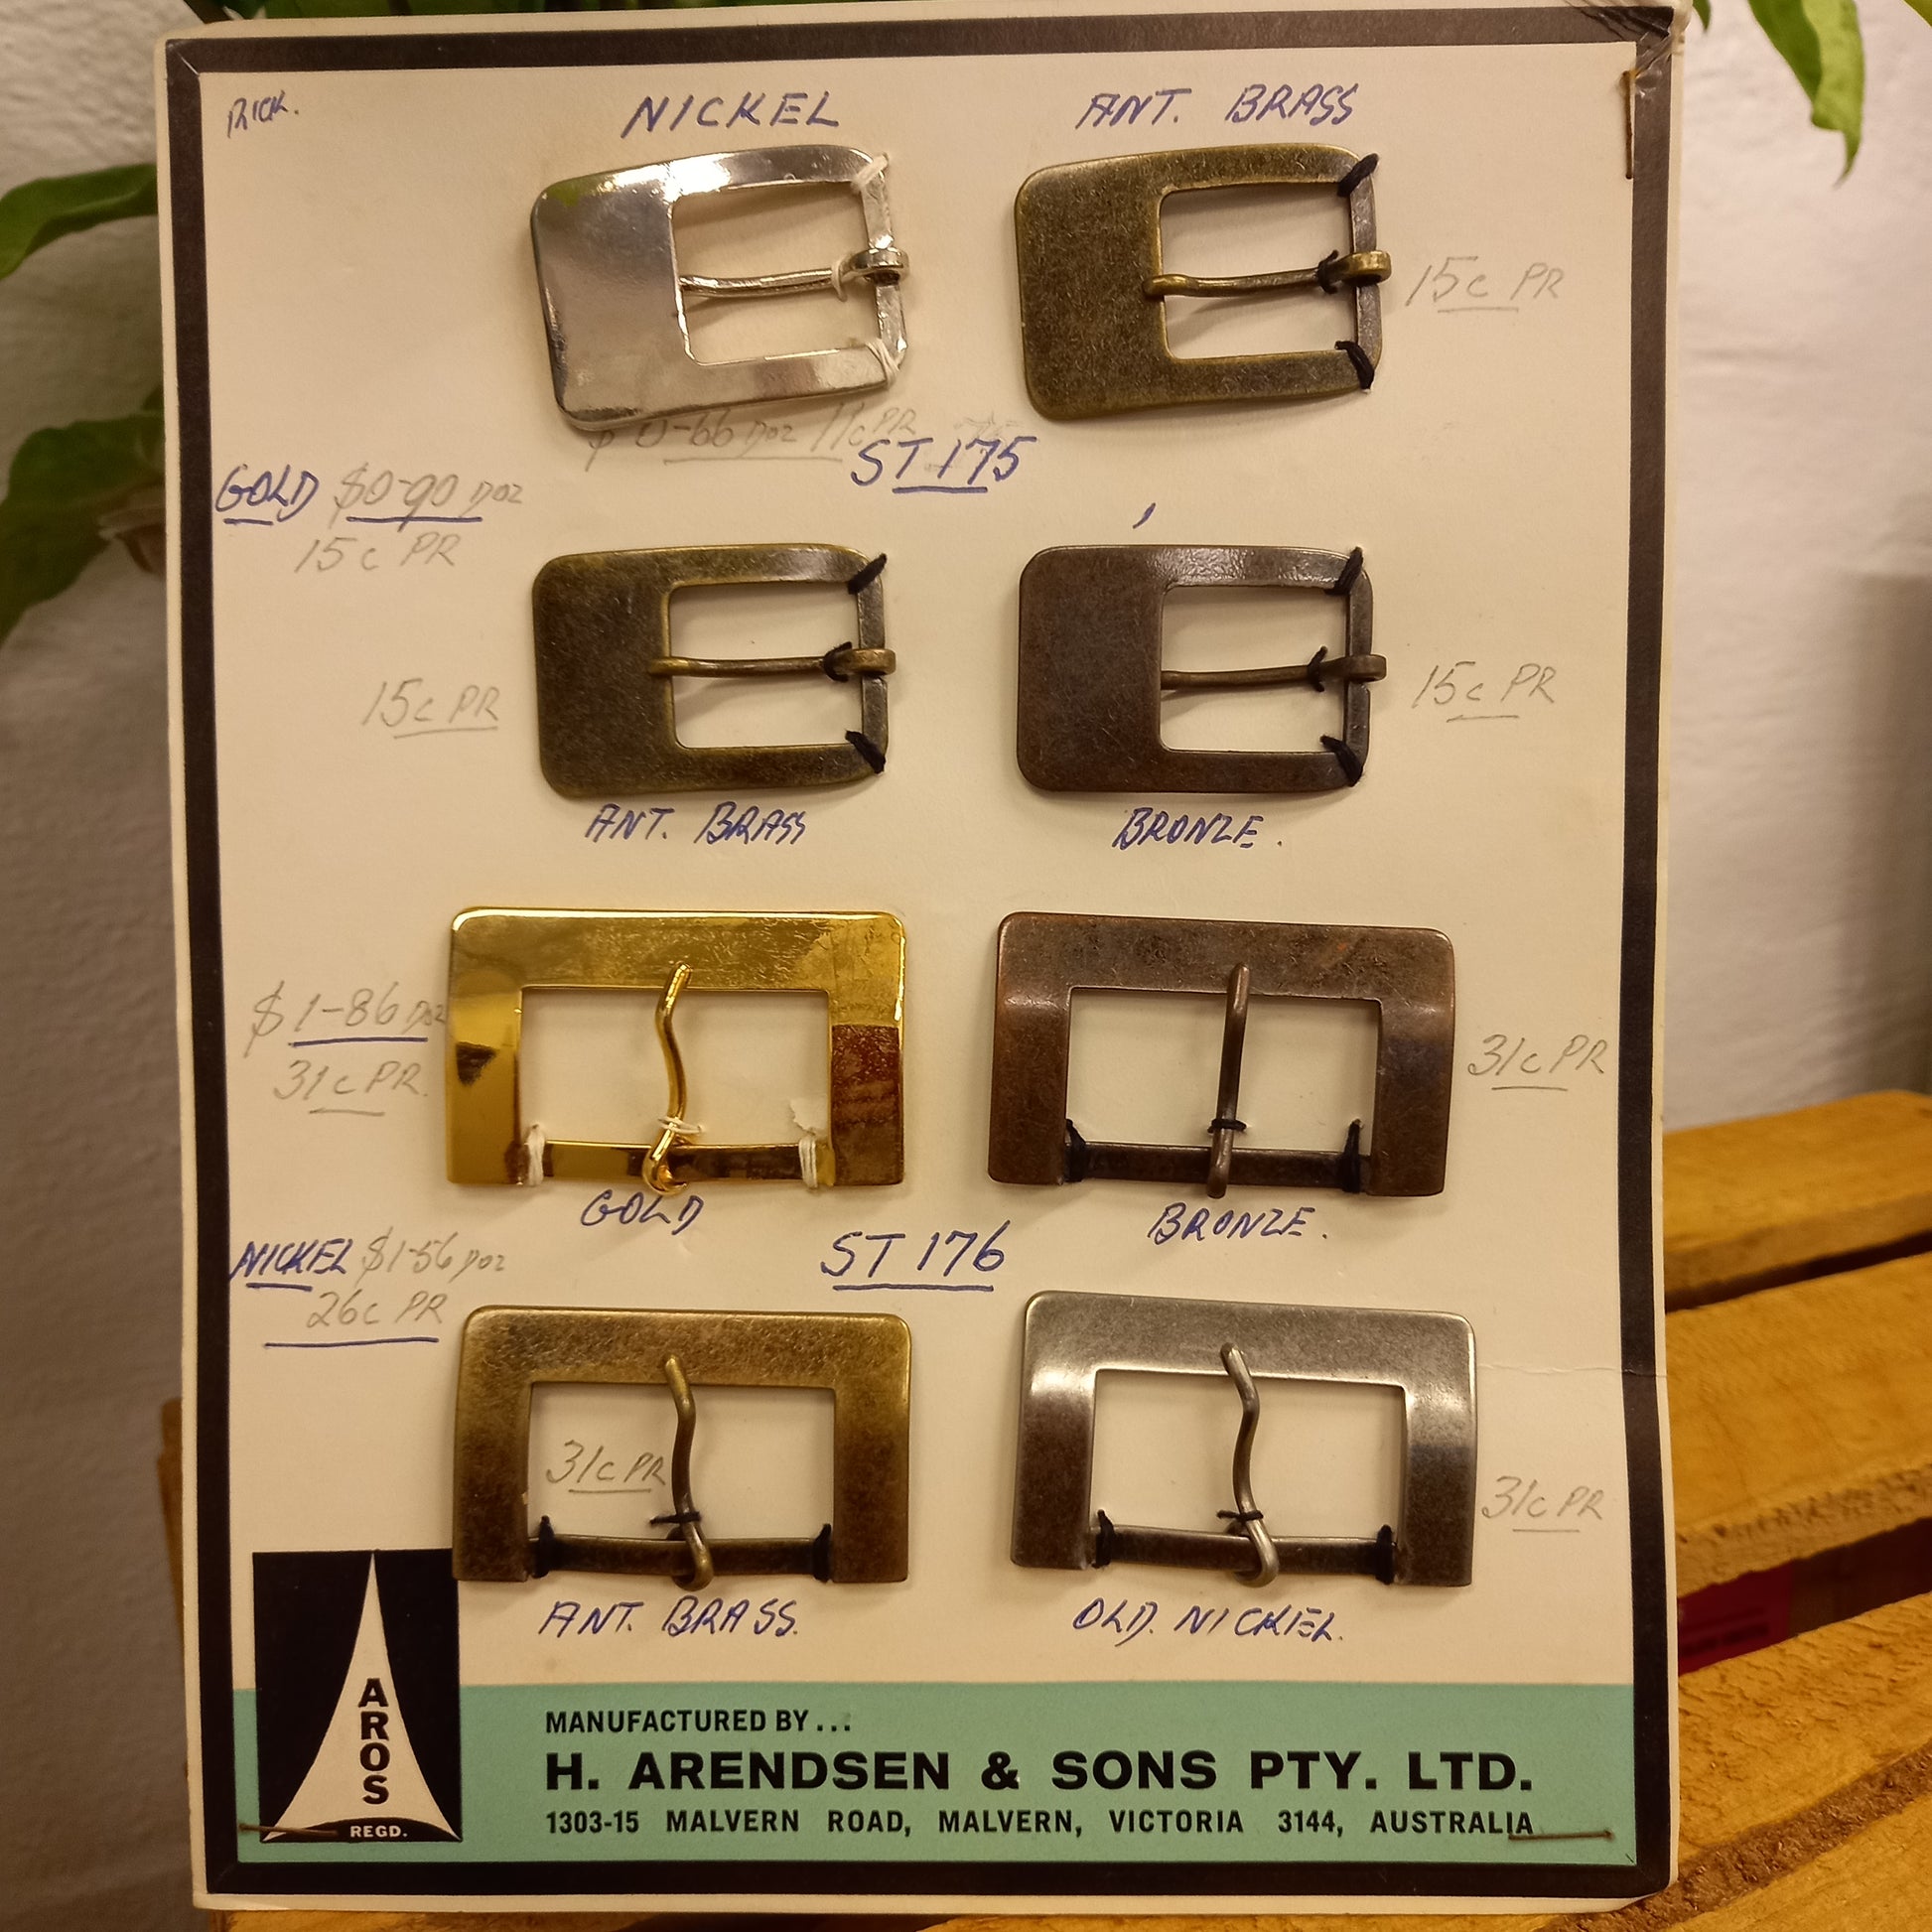 RICK.
NICKEL
ANT. BRASS
15c PR
$ 0-66 DOZ 11c PR
ST 175
GOLD $0-90 DOZ
15c PR
15c PR
15c PR
ANT. BRASS
BRONZE.
$ 1-86 DOZ
31c PR.
31c PR
GOLD
BRONZE.
NICKEL $1-56 DOZ
26c PR
ST 176
31c PR
31c PR
ANT. BRASS.
OLD. NICKEL.
AROS
REGD.
MANUFACTURED BY...
H. ARENDSEN & SONS PTY. LTD.
1303-15 MALVERN ROAD, MALVERN, VICTORIA 3144, AUSTRALIA